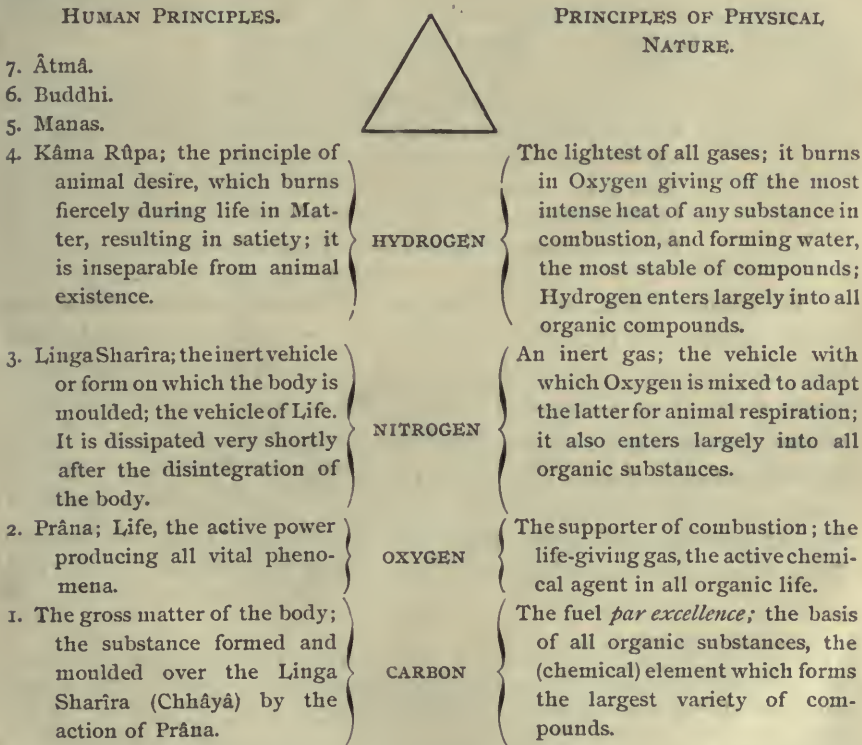 HUMAN PRINCIPLES.
PRINCIPLES OF PHYSICAL
NATURE.
7. Âtmâ.
6. Buddhi.
5. Manas.
4. Kâma Rûpa; the principle of
animal desire, which burns
fiercely during life in Mat-
ter, resulting in satiety; it
is inseparable from animal
existence.
HYDROGEN
The lightest of all gases; it burns
in Oxygen giving off the most
intense heat of any substance in
combustion, and forming water,
the most stable of compounds;
Hydrogen enters largely into all
organic compounds.
3. Linga Sharîra; the inert vehicle
or form on which the body is
moulded; the vehicle of Life.
It is dissipated very shortly
after the disintegration of
the body.
NITROGEN
An inert gas; the vehicle with
which Oxygen is mixed to adapt
the latter for animal respiration;
it also enters largely into all
organic substances.
2. Prâna; Life, the active power
producing all vital pheno-
mena.
OXYGEN
The supporter of combustion; the
life-giving gas, the active chemi-
cal agent in all organic life.
1. The gross matter of the body;
the substance formed and
moulded over the Linga
Sharîra (Chhâyâ) by the
action of Prâna.
CARBON
The fuel par excellence; the basis
of all organic substances, the
(chemical) element which forms
the largest variety of com-
pounds.